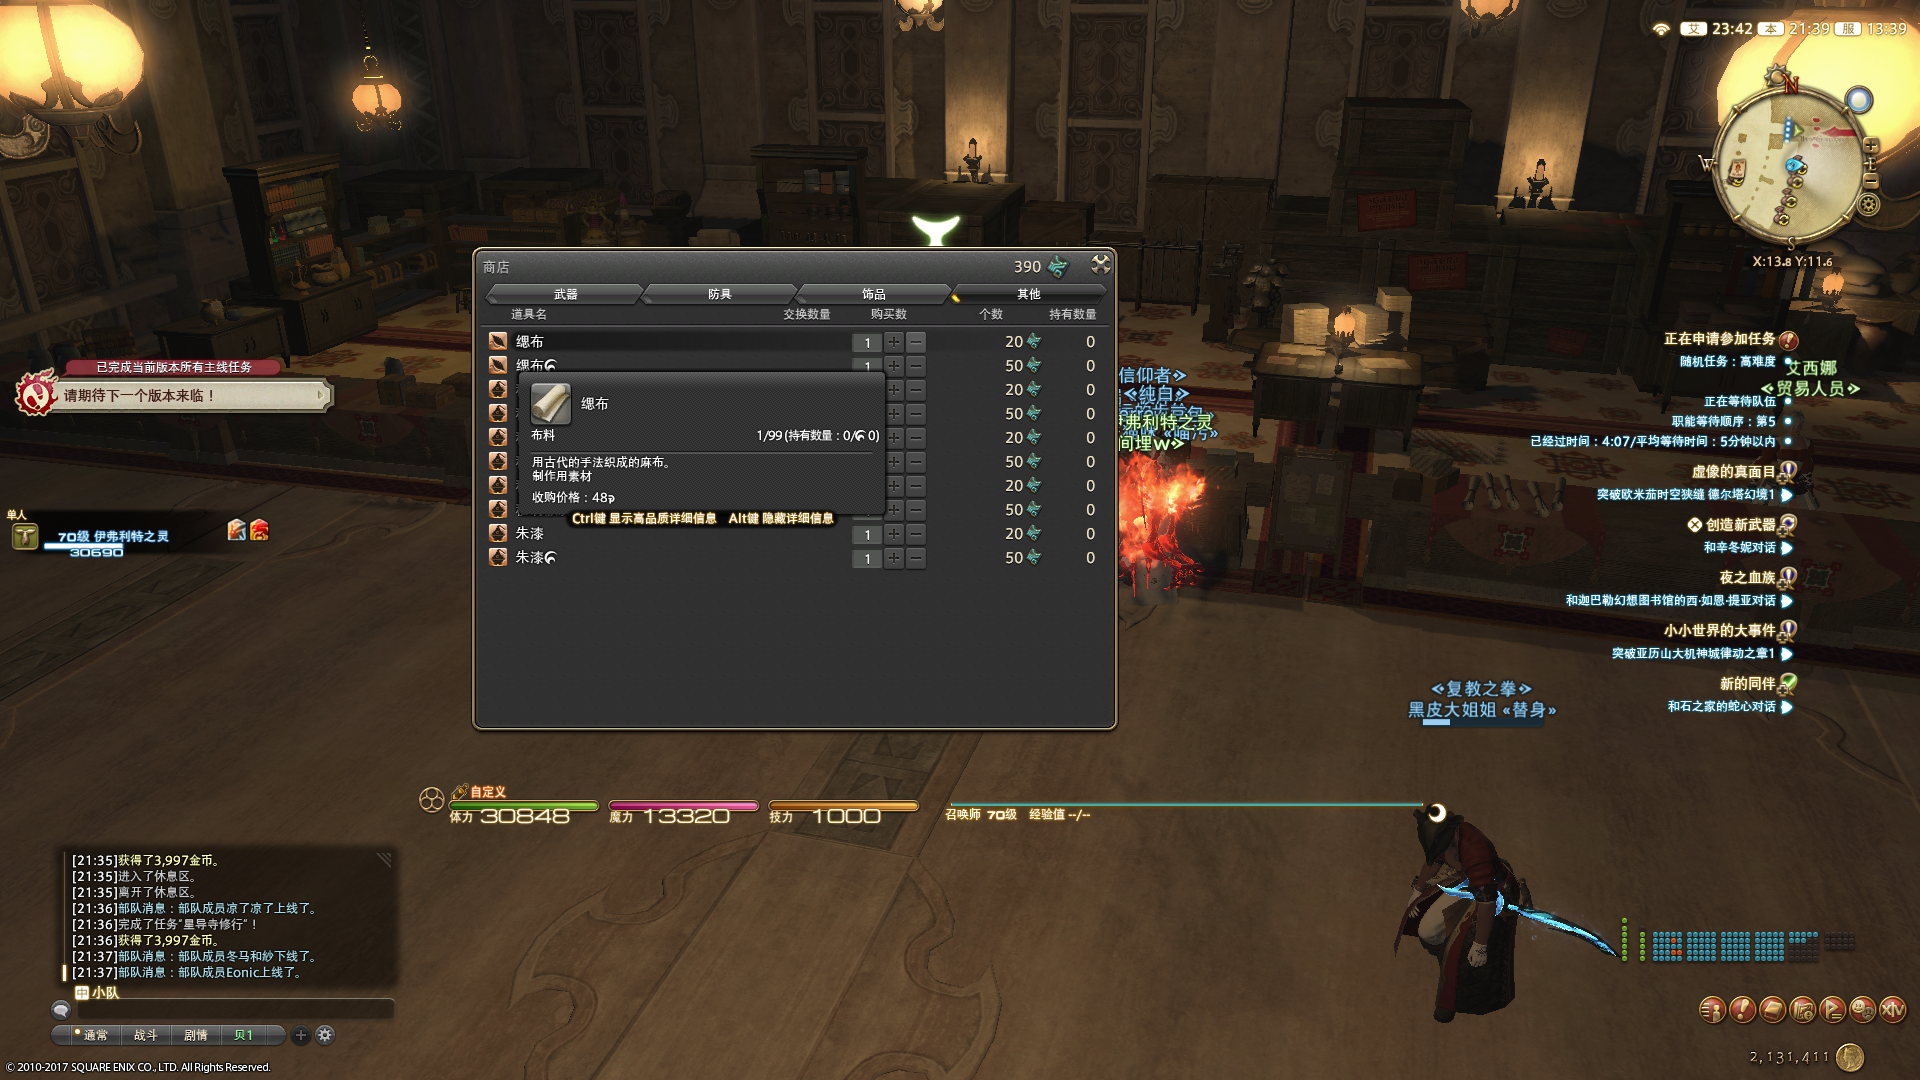 艾 23:42 本 21:39 服 13:39
N
W
E
S
X:13.8 Y:11.6
商店
390
武器
防具
饰品
其他
道具名 交换数量 购买数 个数 持有数量
缌布 1 20 0
缌布 1 50 0
20 0
50 0
20 0
50 0
20 0
50 0
朱漆 1 20 0
朱漆 1 50 0
缌布
布料
1/99(持有数量：0/ 0)
用古代的手法织成的麻布。
制作用素材
收购价格：48
Ctrl键 显示高品质详细信息 Alt键 隐藏详细信息
已完成当前版本所有主线任务
请期待下一个版本来临！
单人
70级 伊弗利特之灵
30690
信仰者»
«纯白»
弗利特之灵
间理W»
正在申请参加任务
随机任务：高难度
艾西娜
«贸易人员»
正在等待队伍
职能等待顺序：第5
已经过时间：4:07/平均等待时间：5分钟以内
虚像的真面目
突破欧米茄时空狭缝 德尔塔幻境1
创造新武器
和辛冬妮对话
夜之血族
和迦巴勒幻想图书馆的西·如恩·提亚对话
小小世界的大事件
突破亚历山大机神城律动之章1
新的同伴
和石之家的蛇心对话
«复教之拳»
黑皮大姐姐 «替身»
自定义
体力 30848
魔力 13320
技力 1000
召唤师 70级 经验值 --/--
[21:35]获得了3,997金币。
[21:35]进入了休息区。
[21:35]离开了休息区。
[21:36]部队消息：部队成员凉了凉了上线了。
[21:36]完成了任务“星导寺修行”！
[21:36]获得了3,997金币。
[21:37]部队消息：部队成员冬马和纱下线了。
[21:37]部队消息：部队成员Eonic上线了。
小队
通常
战斗
剧情
贝1
XIV
2,131,411
© 2010-2017 SQUARE ENIX CO., LTD. All Rights Reserved.